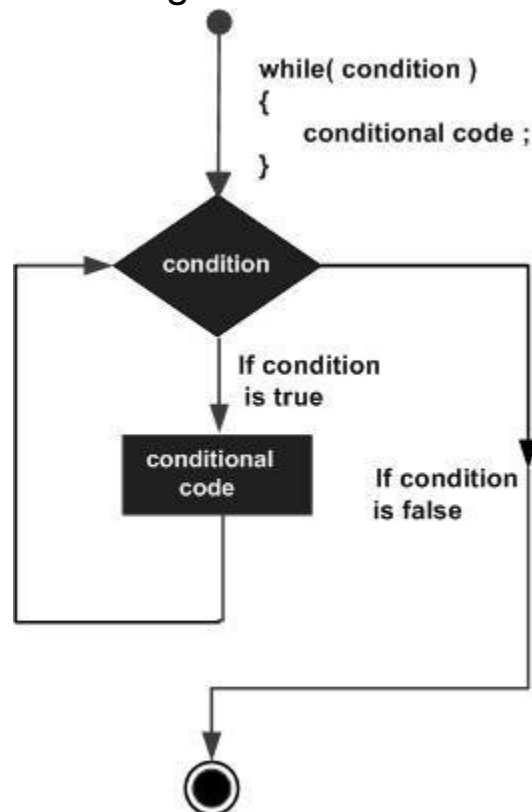 while( condition )
{
conditional code ;
}
condition
If condition
is true
conditional
code
If condition
is false